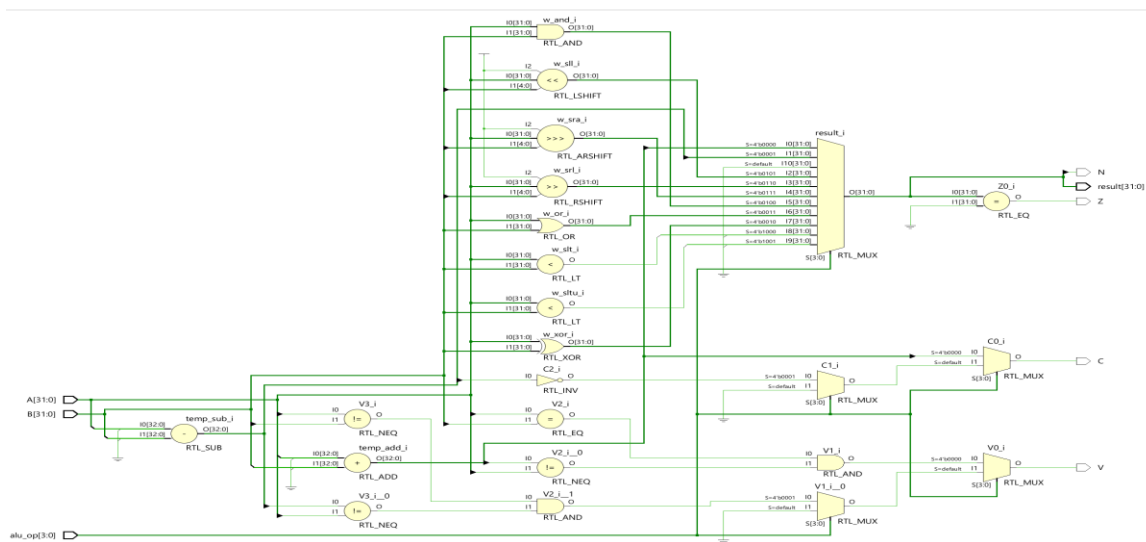 w_and_i
I0[31:0] O[31:0]
I1[31:0]
RTL_AND
w_sll_i
I2
I0[31:0] << O[31:0]
I1[4:0]
RTL_LSHIFT
w_sra_i
I2
I0[31:0] >>> O[31:0]
I1[4:0]
RTL_ARSHIFT
w_srl_i
I2
I0[31:0] >> O[31:0]
I1[4:0]
RTL_RSHIFT
w_or_i
I0[31:0] O[31:0]
I1[31:0]
RTL_OR
w_slt_i
I0[31:0] < O
I1[31:0]
RTL_LT
w_sltu_i
I0[31:0] < O
I1[31:0]
RTL_LT
w_xor_i
I0[31:0] O[31:0]
I1[31:0]
RTL_XOR
result_i
S=4'b0000 I0[31:0]
S=4'b0001 I1[31:0]
S=default I10[31:0]
S=4'b0101 I2[31:0]
S=4'b0110 I3[31:0]
S=4'b0111 I4[31:0] O[31:0]
S=4'b0100 I5[31:0]
S=4'b0011 I6[31:0]
S=4'b0010 I7[31:0]
S=4'b1000 I8[31:0]
S=4'b1001 I9[31:0]
S[3:0] RTL_MUX
Z0_i
I0[31:0] = O
I1[31:0]
RTL_EQ
N
result[31:0]
Z
C2_i
I0 O
RTL_INV
C1_i
S=4'b0001 I0 O
S=default I1
S[3:0] RTL_MUX
C0_i
S=4'b0000 I0 O
S=default I1
S[3:0] RTL_MUX
C
A[31:0]
B[31:0]
temp_sub_i
I0[32:0] - O[32:0]
I1[32:0]
RTL_SUB
V3_i
I0 != O
I1
RTL_NEQ
V2_i
I0 = O
I1
RTL_EQ
temp_add_i
I0[32:0] + O[32:0]
I1[32:0]
RTL_ADD
V2_i__0
I0 != O
I1
RTL_NEQ
V1_i
I0 O
I1
RTL_AND
V0_i
S=4'b0000 I0 O
S=default I1
S[3:0] RTL_MUX
V
V3_i__0
I0 != O
I1
RTL_NEQ
V2_i__1
I0 O
I1
RTL_AND
V1_i__0
S=4'b0001 I0 O
S=default I1
S[3:0] RTL_MUX
alu_op[3:0]